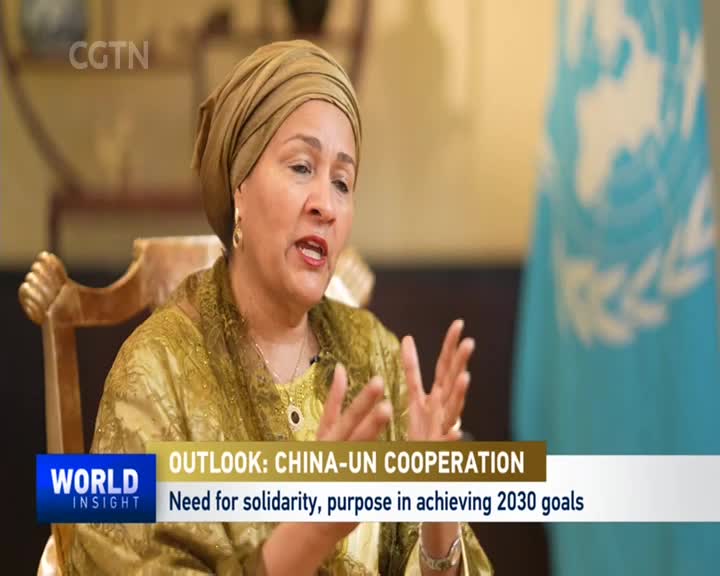 CGTN
OUTLOOK: CHINA-UN COOPERATION
WORLD
INSIGHT
Need for solidarity, purpose in achieving 2030 goals